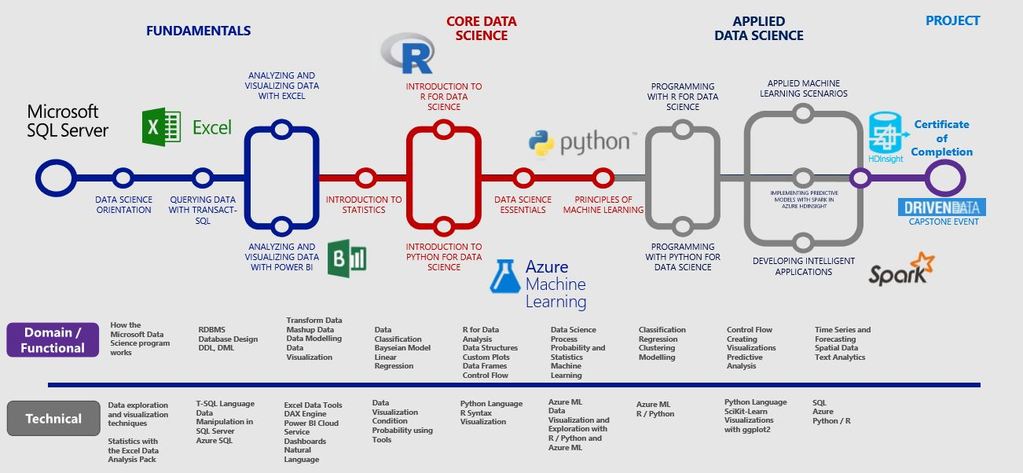 FUNDAMENTALS
CORE DATA
SCIENCE
APPLIED
DATA SCIENCE
PROJECT
Microsoft
SQL Server
Excel
ANALYZING AND
VISUALIZING DATA
WITH EXCEL
R
INTRODUCTION TO
R FOR DATA
SCIENCE
python™
PROGRAMMING
WITH R FOR DATA
SCIENCE
APPLIED MACHINE
LEARNING SCENARIOS
HDInsight
Certificate
of
Completion
DATA SCIENCE
ORIENTATION
QUERYING DATA
WITH TRANSACT-
SQL
INTRODUCTION TO
STATISTICS
DATA SCIENCE
ESSENTIALS
PRINCIPLES OF
MACHINE LEARNING
IMPLEMENTING PREDICTIVE
MODELS WITH SPARK IN
AZURE HDINSIGHT
DRIVENDATA
CAPSTONE EVENT
ANALYZING AND
VISUALIZING DATA
WITH POWER BI
INTRODUCTION TO
PYTHON FOR DATA
SCIENCE
Azure
Machine
Learning
PROGRAMMING
WITH PYTHON FOR
DATA SCIENCE
DEVELOPING INTELLIGENT
APPLICATIONS
Spark
Domain /
Functional
How the
Microsoft Data
Science program
works
RDBMS
Database Design
DDL, DML
Transform Data
Mashup Data
Data Modelling
Data
Visualization
Data
Classification
Bayseian Model
Linear
Regression
R for Data
Analysis
Data Structures
Custom Plots
Data Frames
Control Flow
Data Science
Process
Probability and
Statistics
Machine
Learning
Classification
Regression
Clustering
Modelling
Control Flow
Creating
Visualizations
Predictive
Analysis
Time Series and
Forecasting
Spatial Data
Text Analytics
Technical
Data exploration
and visualization
techniques
Statistics with
the Excel Data
Analysis Pack
T-SQL Language
Data
Manipulation in
SQL Server
Azure SQL
Excel Data Tools
DAX Engine
Power BI Cloud
Service
Dashboards
Natural
Language
Data
Visualization
Condition
Probability using
Tools
Python Language
R Syntax
Visualization
Azure ML
Data
Visualization and
Exploration with
R / Python and
Azure ML
Azure ML
R / Python
Python Language
SciKit-Learn
Visualizations
with ggplot2
SQL
Azure
Python / R